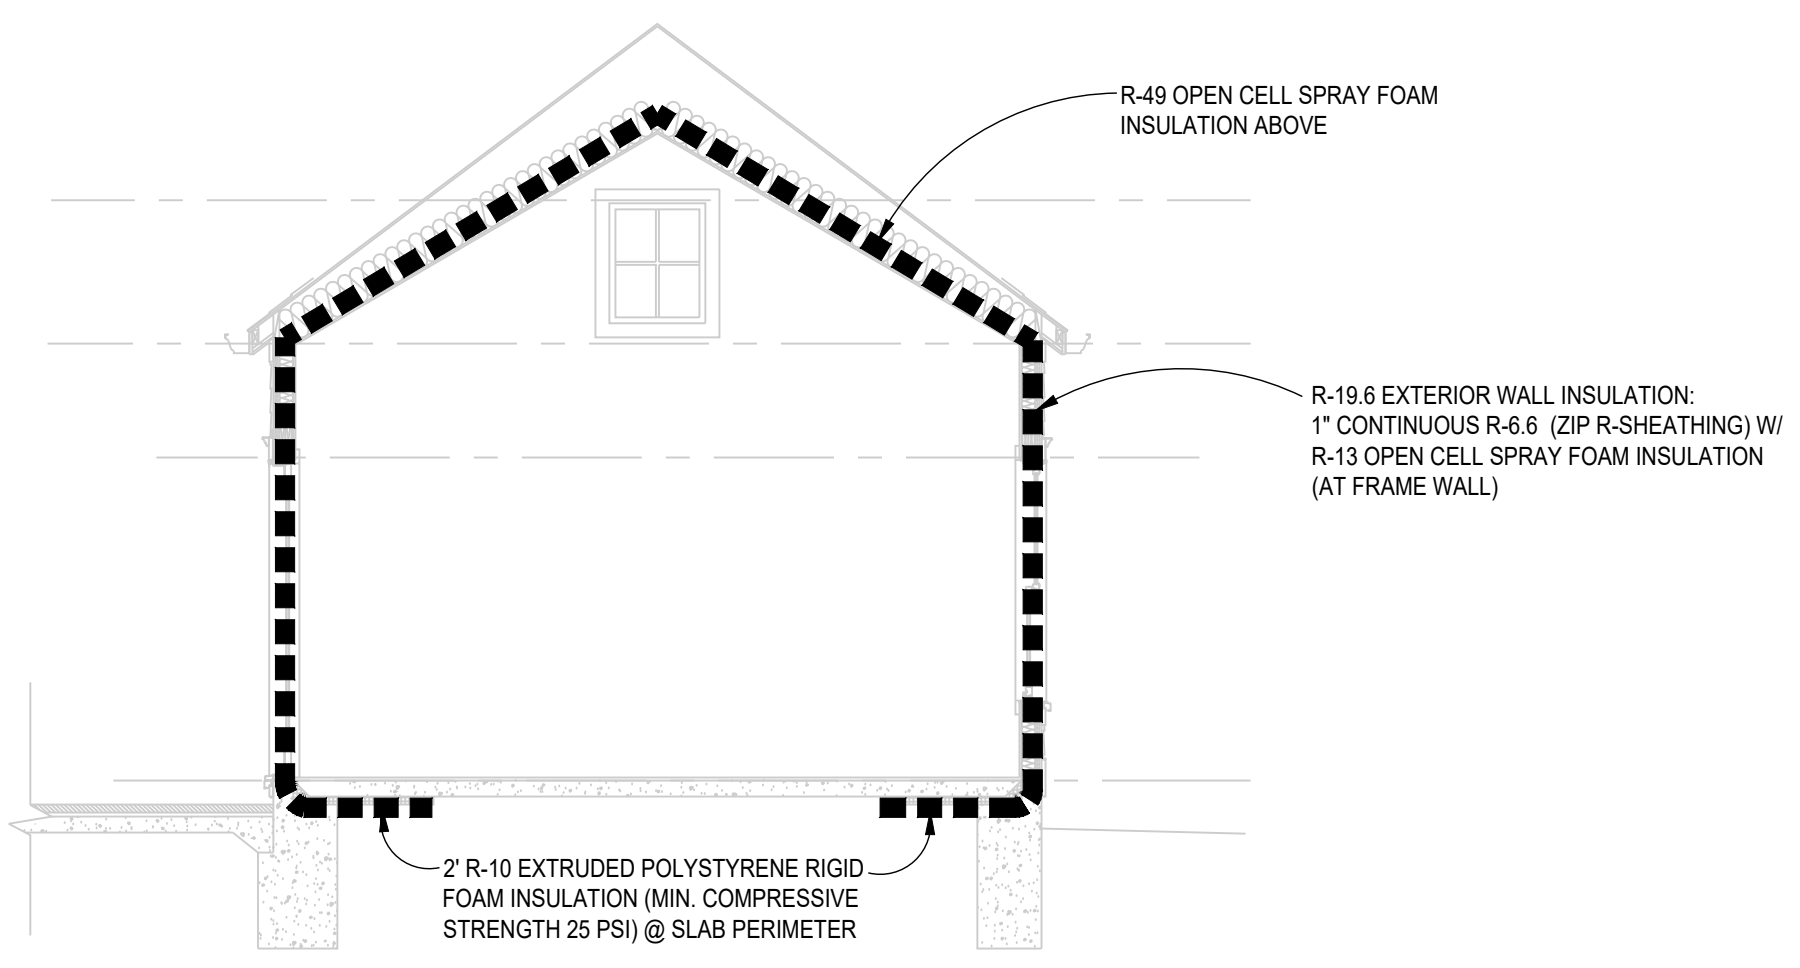 R-49 OPEN CELL SPRAY FOAM
INSULATION ABOVE
R-19.6 EXTERIOR WALL INSULATION:
1" CONTINUOUS R-6.6 (ZIP R-SHEATHING) W/
R-13 OPEN CELL SPRAY FOAM INSULATION
(AT FRAME WALL)
2' R-10 EXTRUDED POLYSTYRENE RIGID
FOAM INSULATION (MIN. COMPRESSIVE
STRENGTH 25 PSI) @ SLAB PERIMETER